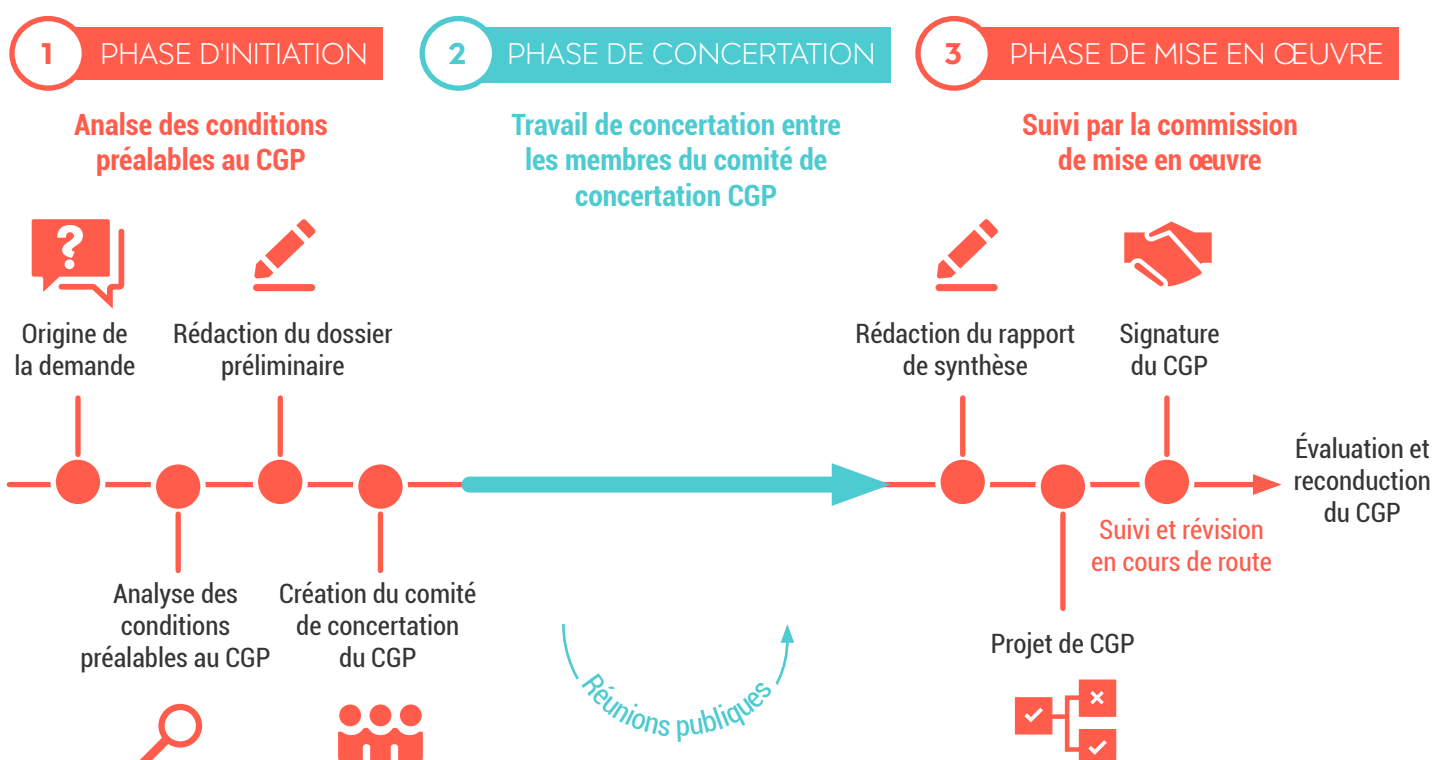 1 PHASE D'INITIATION
Analse des conditions
préalables au CGP
2 PHASE DE CONCERTATION
Travail de concertation entre
les membres du comité de
concertation CGP
3 PHASE DE MISE EN ŒUVRE
Suivi par la commission
de mise en œuvre
?
Origine de
la demande
Rédaction du dossier
préliminaire
Analyse des
conditions
préalables au CGP
Création du comité
de concertation
du CGP
Réunions publiques
Rédaction du rapport
de synthèse
Signature
du CGP
Suivi et révision
en cours de route
Projet de CGP
Évaluation et
reconduction
du CGP